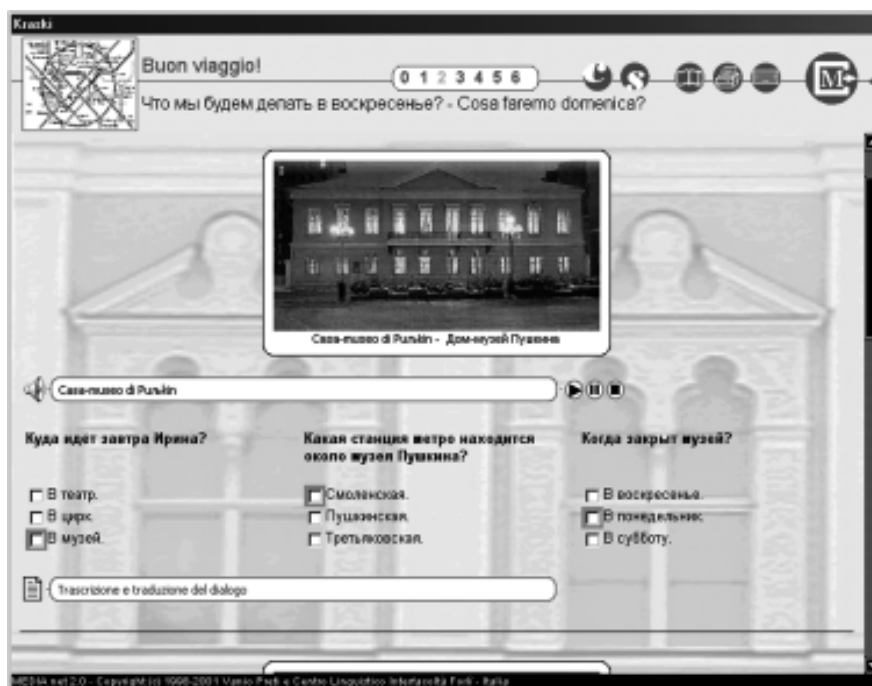 Kraski
Buon viaggio!
0 1 2 3 4 5 6
Что мы будем делать в воскресенье? - Cosa faremo domenica?
M
Casa-museo di Puškin - Дом-музей Пушкина
Casa-museo di Puškin
Куда идёт завтра Ирина?
В театр.
В цирк.
В музей.
Какая станция метро находится
около музея Пушкина?
Смоленская.
Пушкинская.
Третьяковская.
Когда закрыт музей?
В воскресенье.
В понедельник.
В субботу.
Trascrizione e traduzione del dialogo
MEDIA net 2.0 - Copyright (c) 1998-2001 Vanio Preti e Centro Linguistico Interfacoltà Forlì - Italia